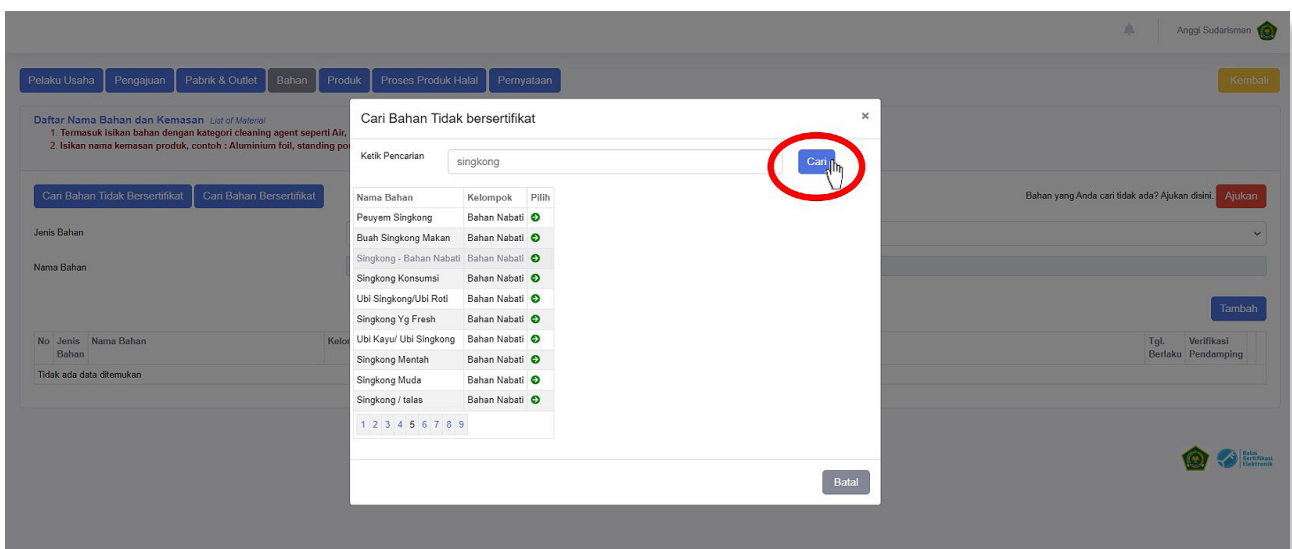 Anggi Sudarisman
Pelaku Usaha Pengajuan Pabrik & Outlet Bahan Produk Proses Produk Halal Pernyataan Kembali
Daftar Nama Bahan dan Kemasan List of Material
1. Termasuk isikan bahan dengan kategori cleaning agent seperti Air,
2. Isikan nama kemasan produk, contoh : Aluminium foil, standing
Cari Bahan Tidak Bersertifikat Cari Bahan Bersertifikat
Bahan yang Anda cari tidak ada? Ajukan disini. Ajukan
Jenis Bahan
Nama Bahan
Tambah
No Jenis Bahan Nama Bahan Tgl. Berlaku Verifikasi Pendamping
Tidak ada data ditemukan
Cari Bahan Tidak bersertifikat ×
Ketik Pencarian singkong Cari
Nama Bahan Kelompok Pilih
Peuyem Singkong Bahan Nabati
Buah Singkong Makan Bahan Nabati
Singkong - Bahan Nabati Bahan Nabati
Singkong Konsumsi Bahan Nabati
Ubi Singkong/Ubi Roti Bahan Nabati
Singkong Yg Fresh Bahan Nabati
Ubi Kayu/ Ubi Singkong Bahan Nabati
Singkong Mentah Bahan Nabati
Singkong Muda Bahan Nabati
Singkong / talas Bahan Nabati
1 2 3 4 5 6 7 8 9
Batal
Balai
Sertifikasi
Elektronik